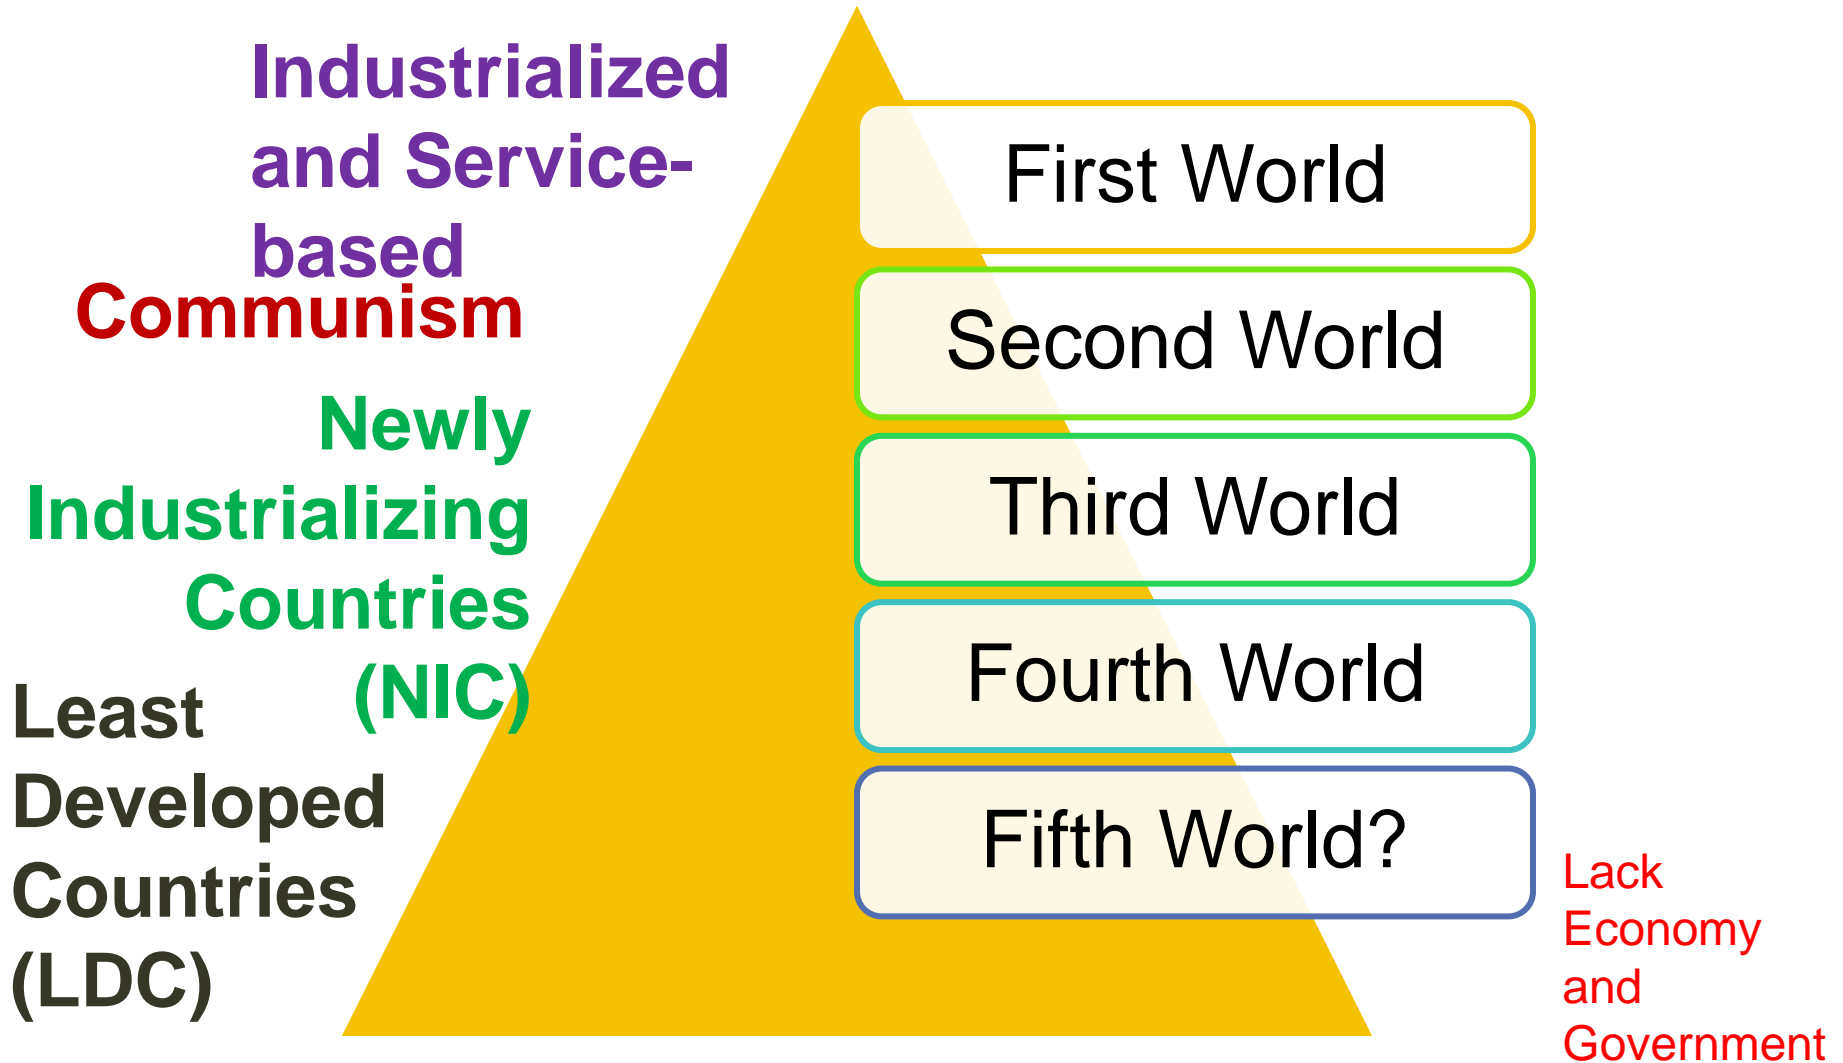 Industrialized
and Service-
based
First World
Communism
Second World
Newly
Industrializing
Countries
(NIC)
Third World
Least
Developed
Countries
(LDC)
Fourth World
Fifth World?
Lack
Economy
and
Government